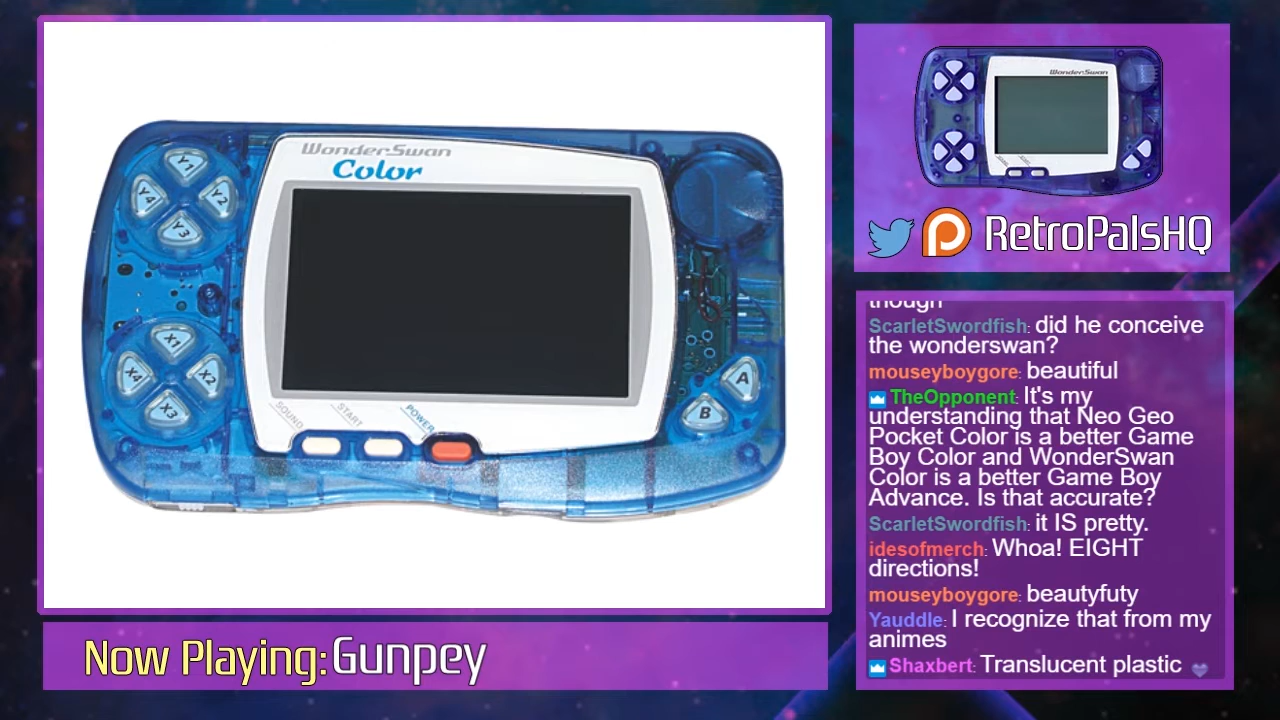 WonderSwan
Color
Y1
Y4
Y2
Y3
X1
X4
X2
X3
A
B
SOUND
START
POWER
Now Playing: Gunpey
WonderSwan
RetroPalsHQ
though
ScarletSwordfish: did he conceive
the wonderswan?
mouseyboygore: beautiful
TheOpponent: It's my
understanding that Neo Geo
Pocket Color is a better Game
Boy Color and WonderSwan
Color is a better Game Boy
Advance. Is that accurate?
ScarletSwordfish: it IS pretty.
idesofmerch: Whoa! EIGHT
directions!
mouseyboygore: beautyfuty
Yauddle: I recognize that from my
animes
Shaxbert: Translucent plastic